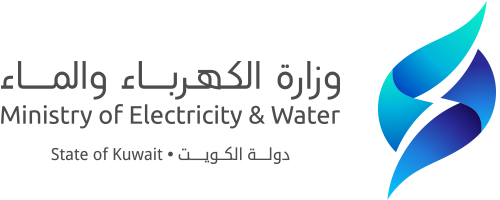 وزارة الكهرباء والماء
Ministry of Electricity & Water
State of Kuwait • دولة الكويت